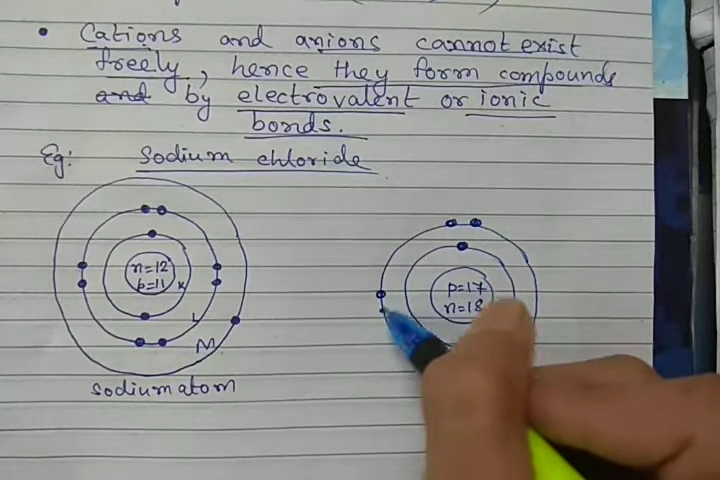 • Cations and anions cannot exist
freely, hence they form compounds
and by electrovalent or ionic
bonds.
Eg: Sodium chloride
n=12
p=11 K
L
M
p=17
n=18
sodium atom